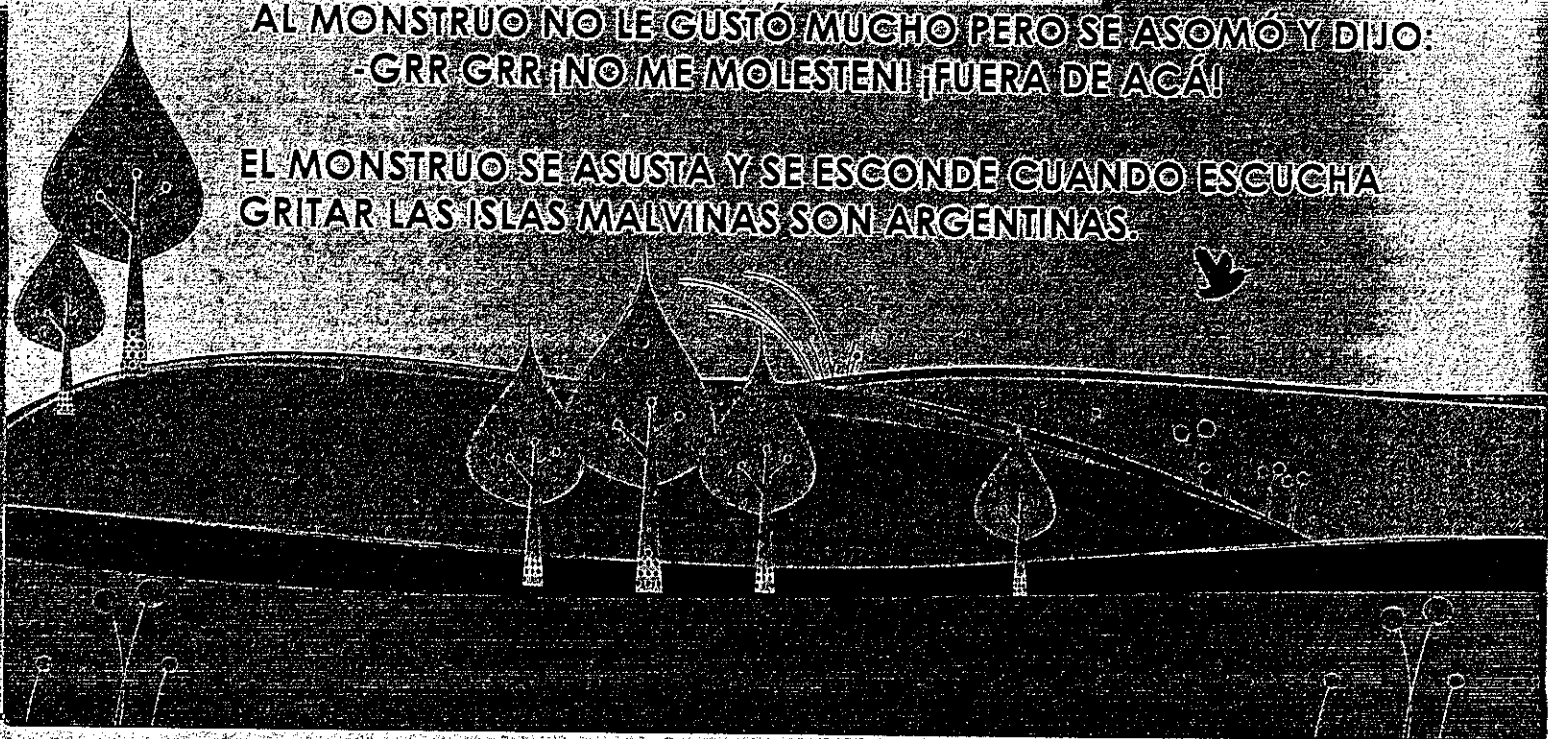 AL MONSTRUO NO LE GUSTÓ MUCHO PERO SE ASOMÓ Y DIJO:
-GRR GRR ¡NO ME MOLESTEN! ¡FUERA DE ACÁ!
EL MONSTRUO SE ASUSTA Y SE ESCONDE CUANDO ESCUCHA
GRITAR LAS ISLAS MALVINAS SON ARGENTINAS.